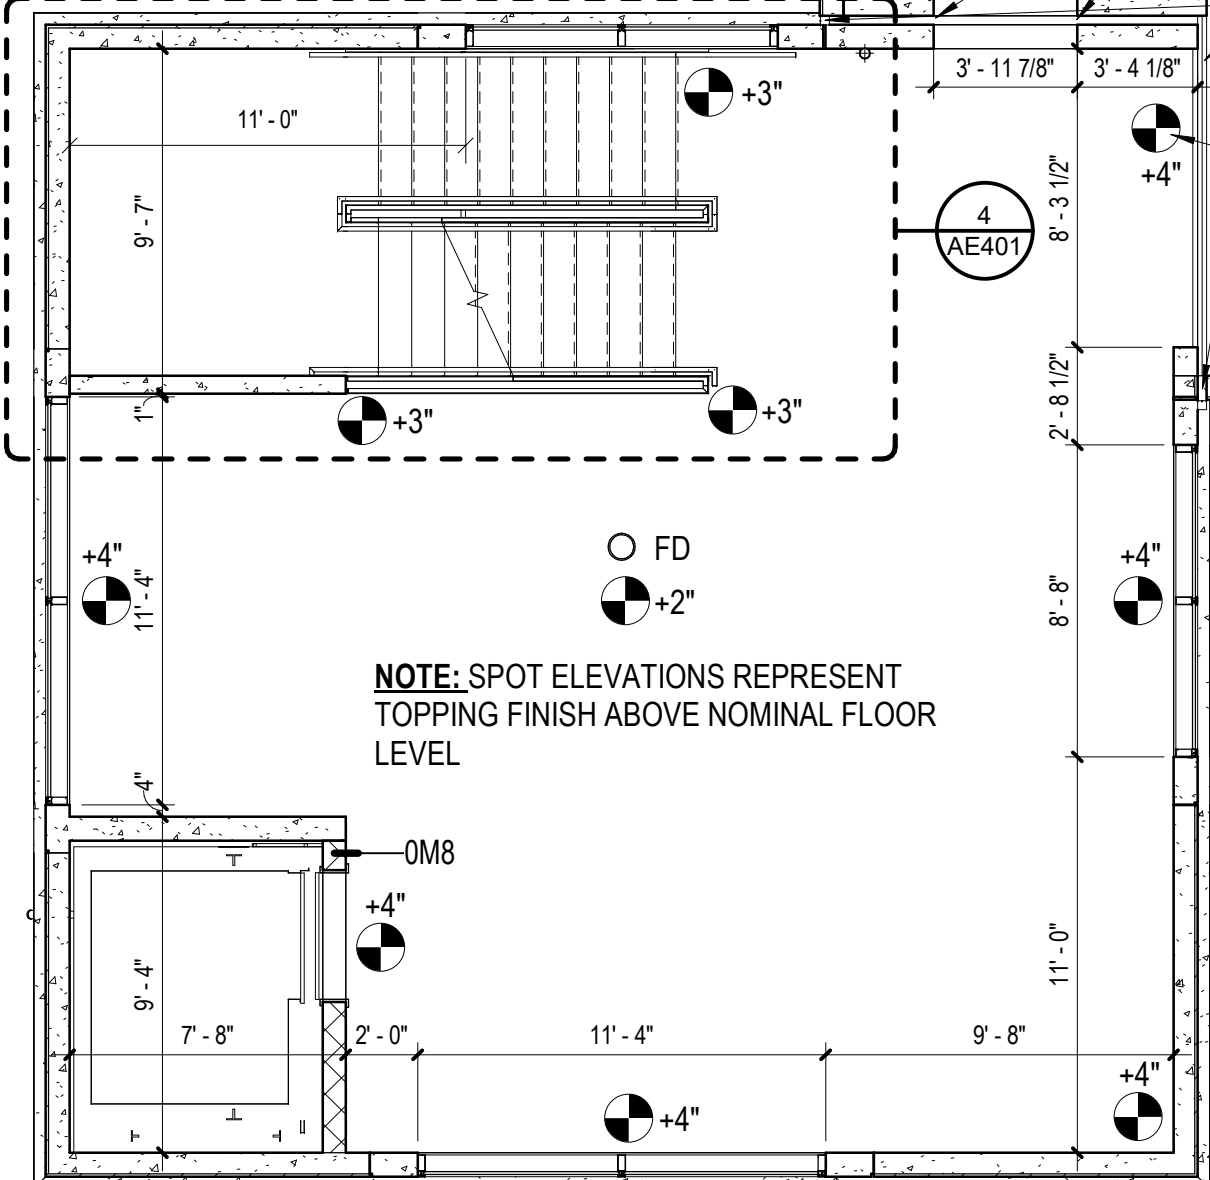 +3"
3' - 11 7/8"
3' - 4 1/8"
11' - 0"
+4"
9' - 7"
8' - 3 1/2"
4
AE401
1"
+3"
+3"
2' - 8 1/2"
+4"
11' - 4"
FD
+2"
+4"
8' - 8"
NOTE: SPOT ELEVATIONS REPRESENT
TOPPING FINISH ABOVE NOMINAL FLOOR
LEVEL
4"
0M8
+4"
9' - 4"
11' - 0"
7' - 8"
2' - 0"
11' - 4"
9' - 8"
+4"
+4"